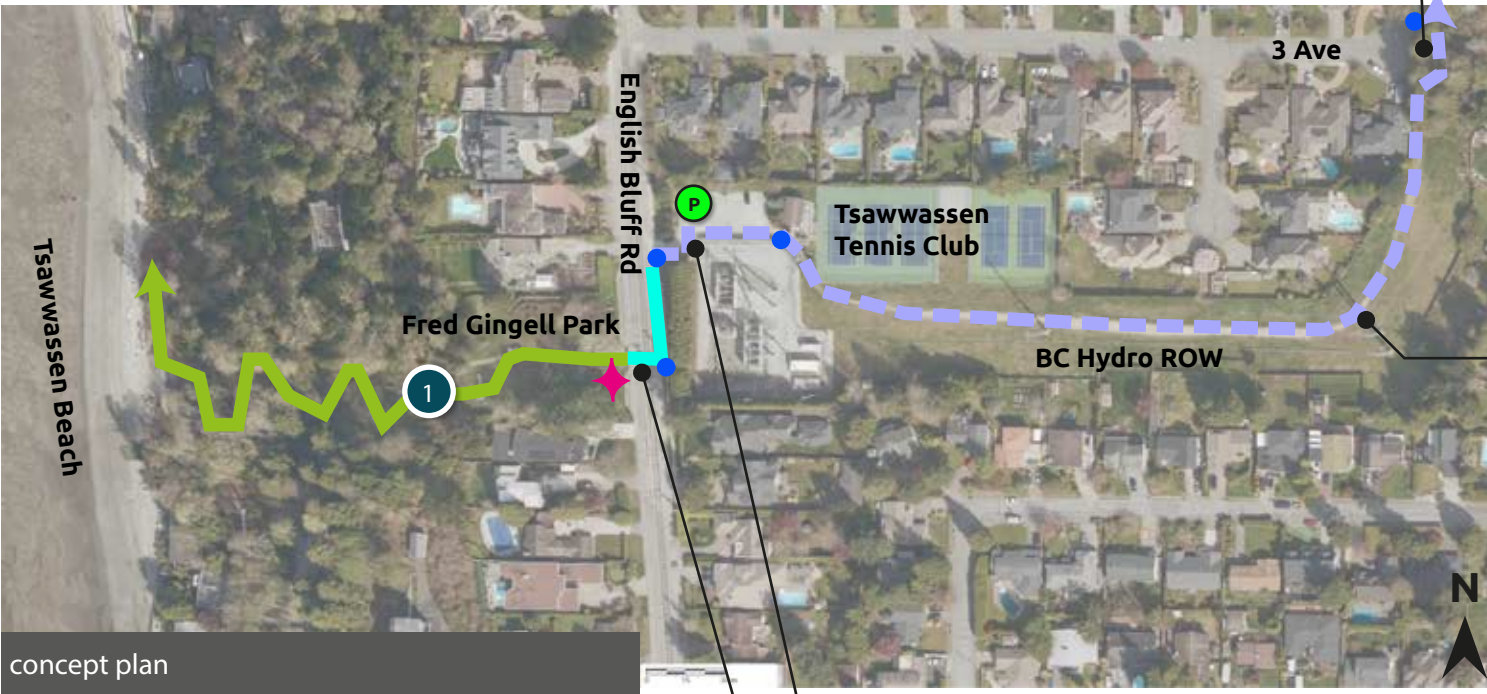 3 Ave
English Bluff Rd
P
Tsawwassen
Tennis Club
Tsawwassen Beach
Fred Gingell Park
BC Hydro ROW
1
N
concept plan